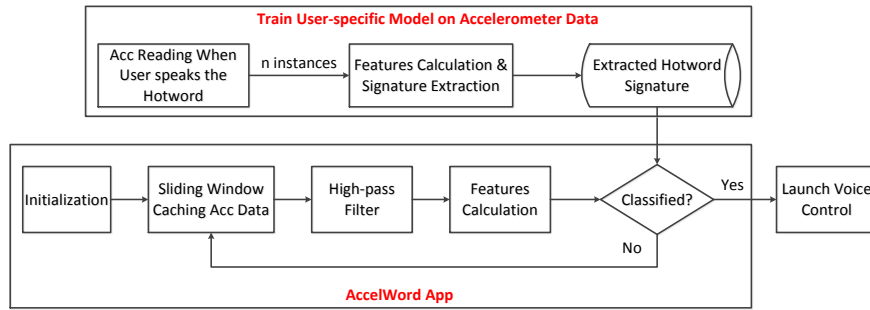 Train User-specific Model on Accelerometer Data
Acc Reading When
User speaks the
Hotword
n instances
Features Calculation &
Signature Extraction
Extracted Hotword
Signature
Initialization
Sliding Window
Caching Acc Data
High-pass
Filter
Features
Calculation
Classified?
Yes
Launch Voice
Control
No
AccelWord App